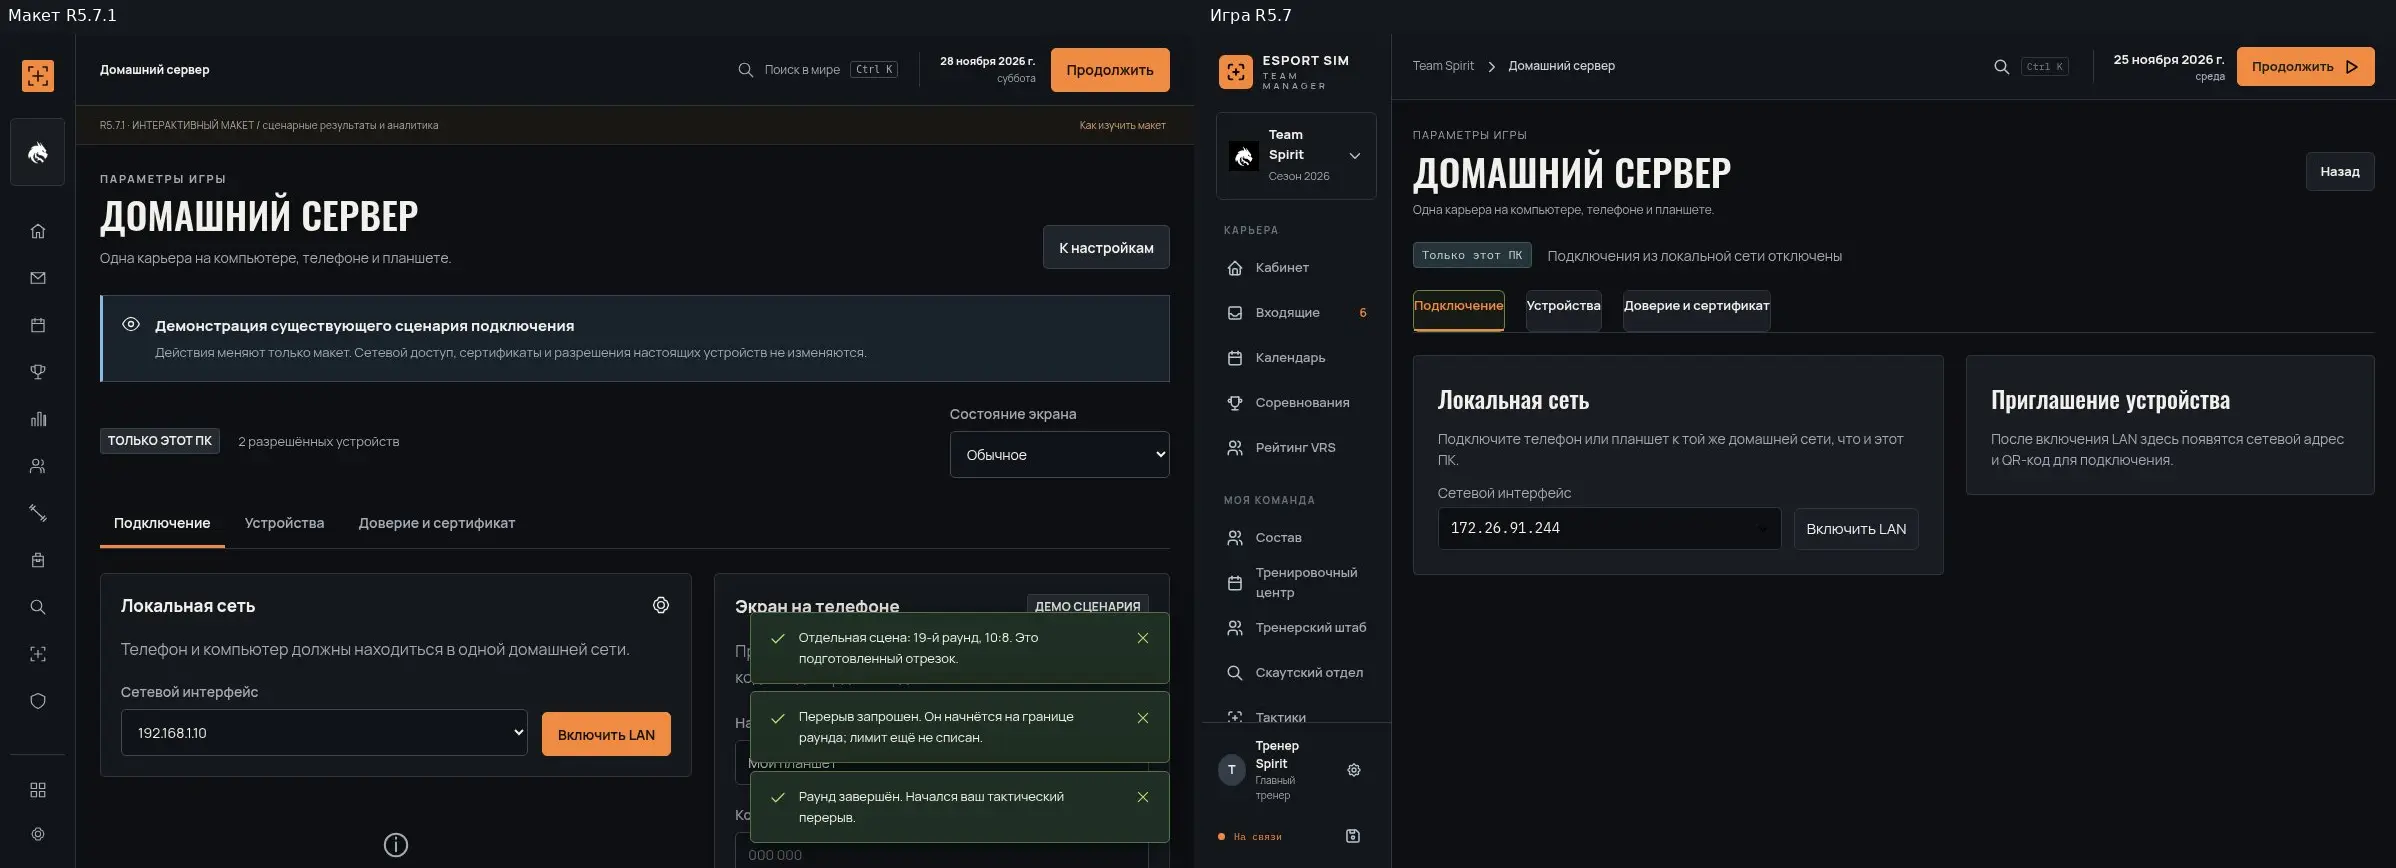 Макет R5.7.1
Домашний сервер
Поиск в мире
Ctrl K
28 ноября 2026 г.
суббота
Продолжить
R5.7.1 · ИНТЕРАКТИВНЫЙ МАКЕТ / сценарные результаты и аналитика
Как изучить макет
ПАРАМЕТРЫ ИГРЫ
ДОМАШНИЙ СЕРВЕР
Одна карьера на компьютере, телефоне и планшете.
К настройкам
Демонстрация существующего сценария подключения
Действия меняют только макет. Сетевой доступ, сертификаты и разрешения настоящих устройств не изменяются.
ТОЛЬКО ЭТОТ ПК
2 разрешённых устройств
Состояние экрана
Обычное
Подключение
Устройства
Доверие и сертификат
Локальная сеть
Телефон и компьютер должны находиться в одной домашней сети.
Сетевой интерфейс
192.168.1.10
Включить LAN
Экран на телефоне
ДЕМО СЦЕНАРИЯ
Отдельная сцена: 19-й раунд, 10:8. Это
подготовленный отрезок.
Перерыв запрошен. Он начнётся на границе
раунда; лимит ещё не списан.
Мой планшет
Раунд завершён. Начался ваш тактический
перерыв.
000 000
Игра R5.7
ESPORT SIM
TEAM
MANAGER
Team
Spirit
Сезон 2026
КАРЬЕРА
Кабинет
Входящие
6
Календарь
Соревнования
Рейтинг VRS
МОЯ КОМАНДА
Состав
Тренировочный
центр
Тренерский штаб
Скаутский отдел
Тактики
Т
Тренер
Spirit
Главный
тренер
На связи
Team Spirit
Домашний сервер
Ctrl K
25 ноября 2026 г.
среда
Продолжить
ПАРАМЕТРЫ ИГРЫ
ДОМАШНИЙ СЕРВЕР
Одна карьера на компьютере, телефоне и планшете.
Назад
Только этот ПК
Подключения из локальной сети отключены
Подключение
Устройства
Доверие и сертификат
Локальная сеть
Подключите телефон или планшет к той же домашней сети, что и этот
ПК.
Сетевой интерфейс
172.26.91.244
Включить LAN
Приглашение устройства
После включения LAN здесь появятся сетевой адрес
и QR-код для подключения.